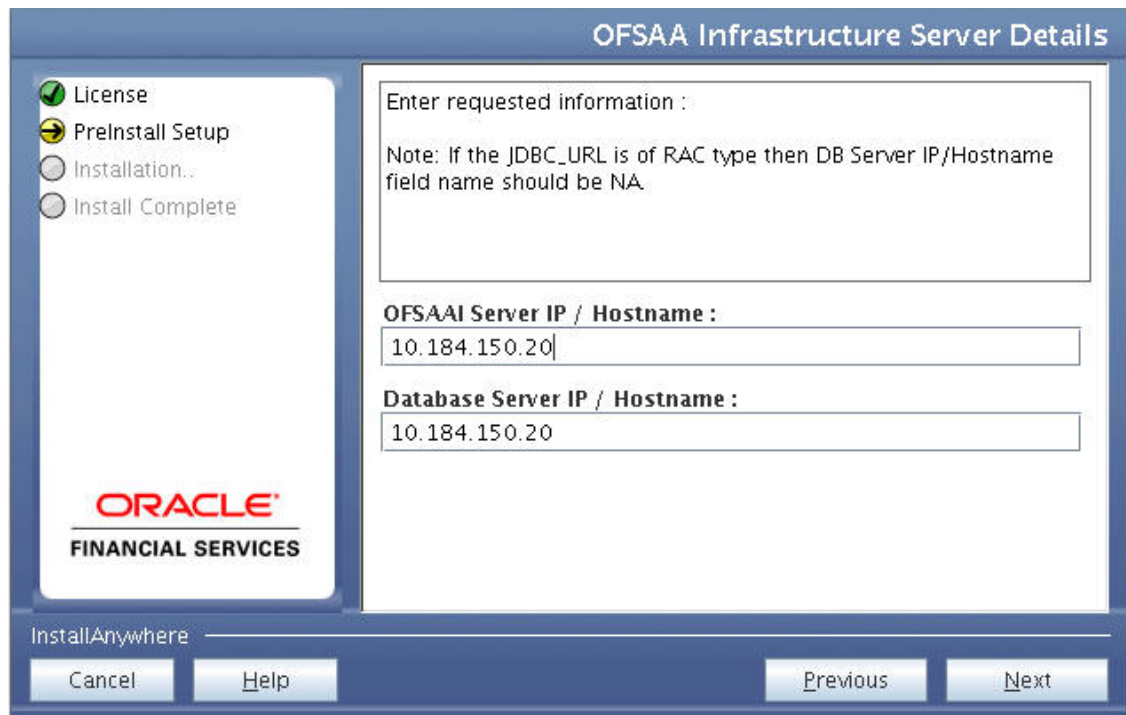 OFSAA Infrastructure Server Details
License
PreInstall Setup
Installation..
Install Complete
Enter requested information :
Note: If the JDBC_URL is of RAC type then DB Server IP/Hostname
field name should be NA.
OFSAAI Server IP / Hostname :
10.184.150.20
Database Server IP / Hostname :
10.184.150.20
ORACLE
FINANCIAL SERVICES
InstallAnywhere
Cancel
Help
Previous
Next